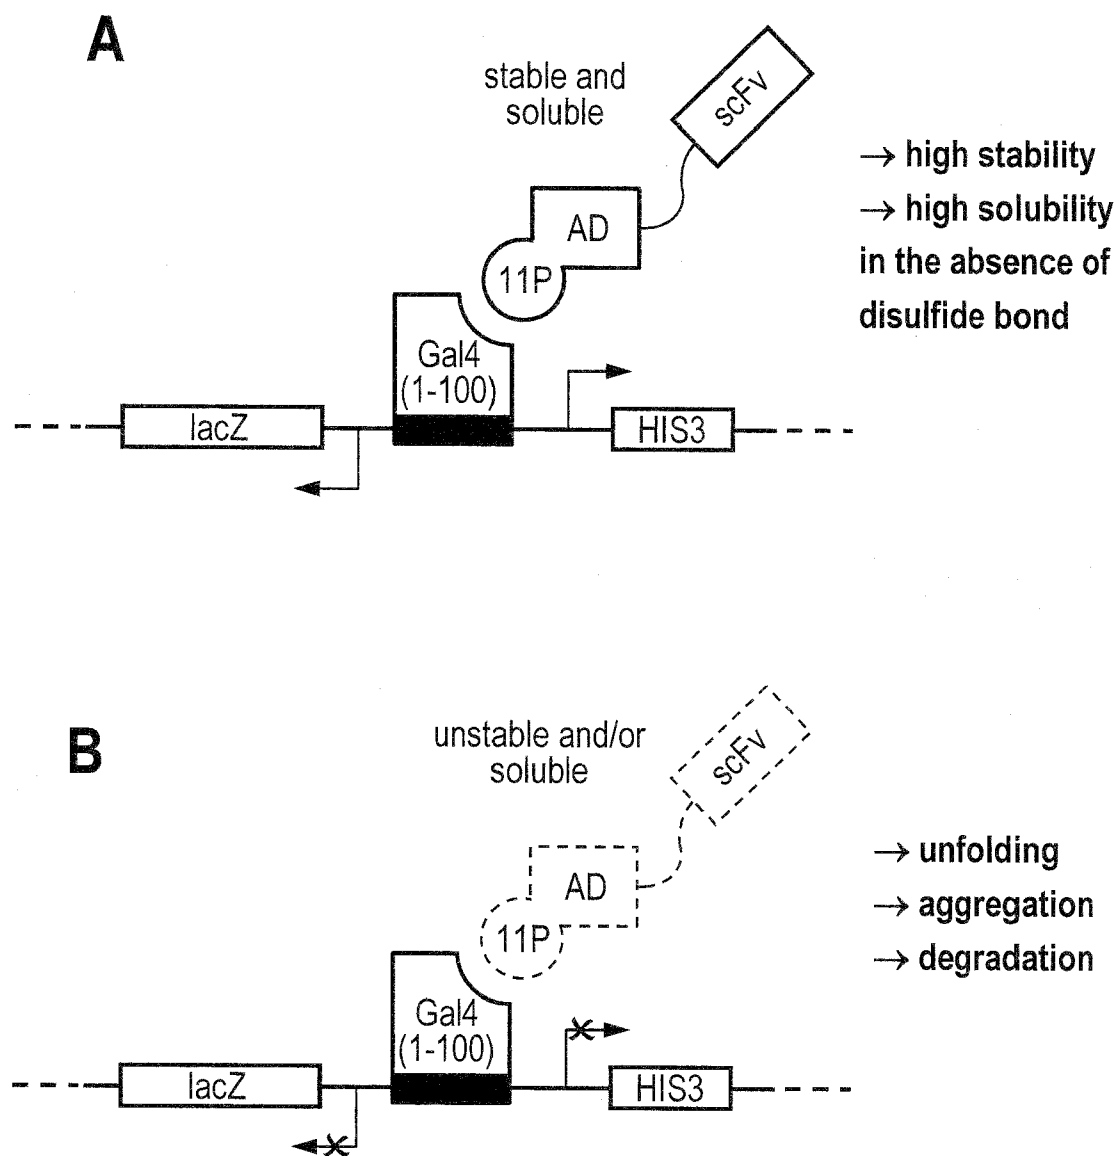 A
stable and
soluble
scFv
AD
11P
Gal4
(1-100)
lacZ
HIS3
→ high stability
→ high solubility
in the absence of
disulfide bond
B
unstable and/or
soluble
scFv
AD
11P
Gal4
(1-100)
lacZ
HIS3
→ unfolding
→ aggregation
→ degradation